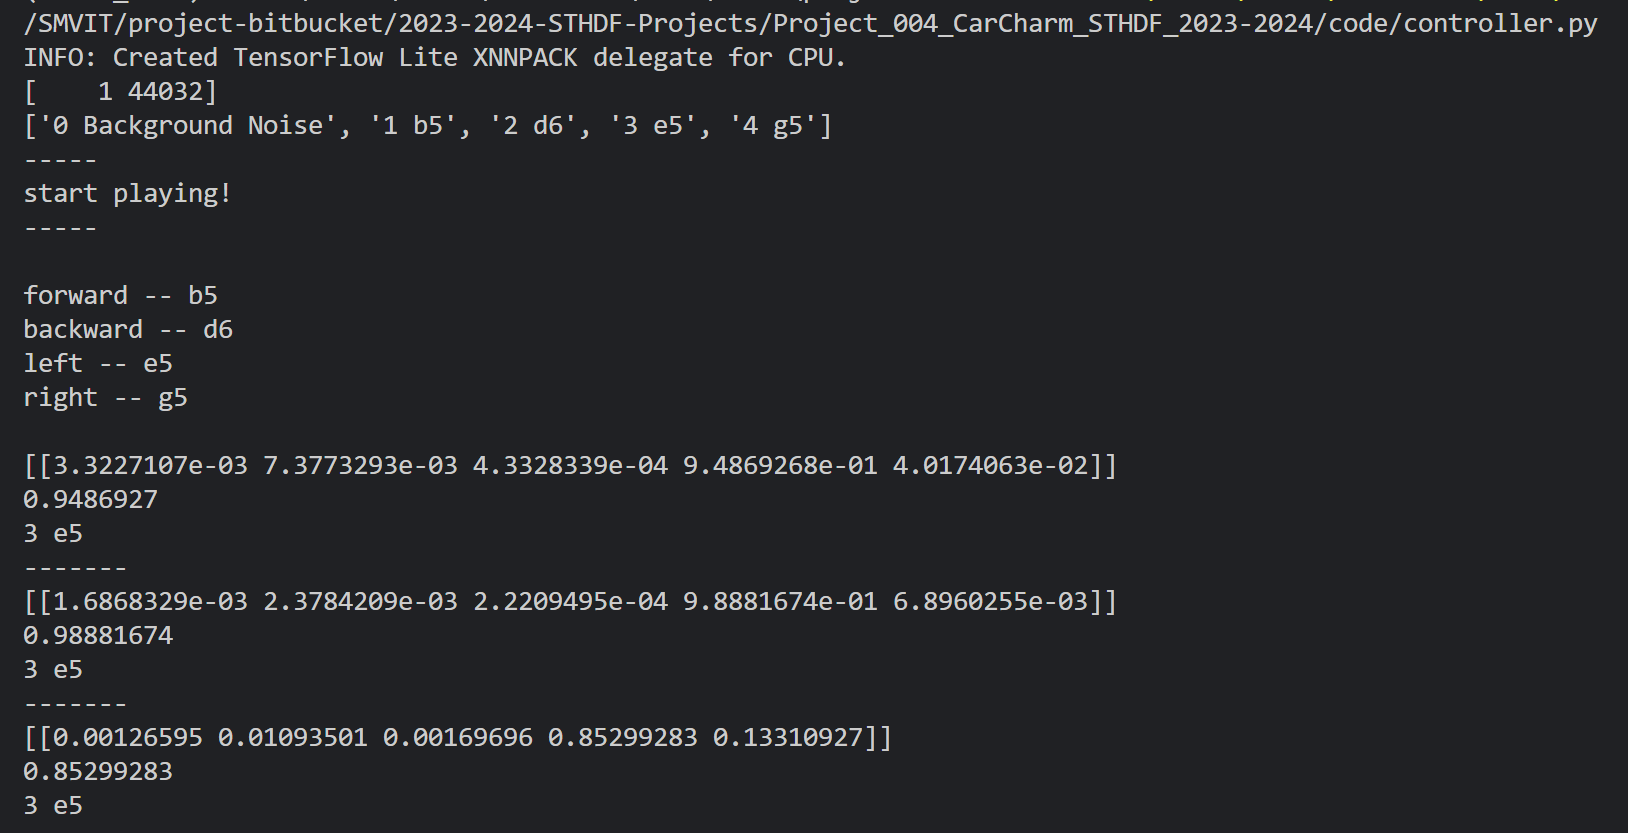 /SMVIT/project-bitbucket/2023-2024-STHDF-Projects/Project_004_CarCharm_STHDF_2023-2024/code/controller.py
INFO: Created TensorFlow Lite XNNPACK delegate for CPU.
[    1 44032]
['0 Background Noise', '1 b5', '2 d6', '3 e5', '4 g5']
-----
start playing!
-----
forward -- b5
backward -- d6
left -- e5
right -- g5
[[3.3227107e-03 7.3773293e-03 4.3328339e-04 9.4869268e-01 4.0174063e-02]]
0.9486927
3 e5
-------
[[1.6868329e-03 2.3784209e-03 2.2209495e-04 9.8881674e-01 6.8960255e-03]]
0.98881674
3 e5
-------
[[0.00126595 0.01093501 0.00169696 0.85299283 0.13310927]]
0.85299283
3 e5